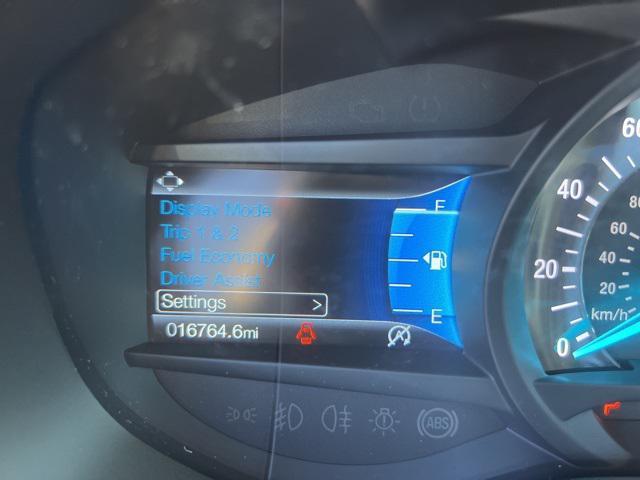 Display Mode
Trip 1 & 2
Fuel Economy
Driver Assist
Settings >
016764.6mi
F
E
60
40
20
0
80
60
40
20
km/h
ABS